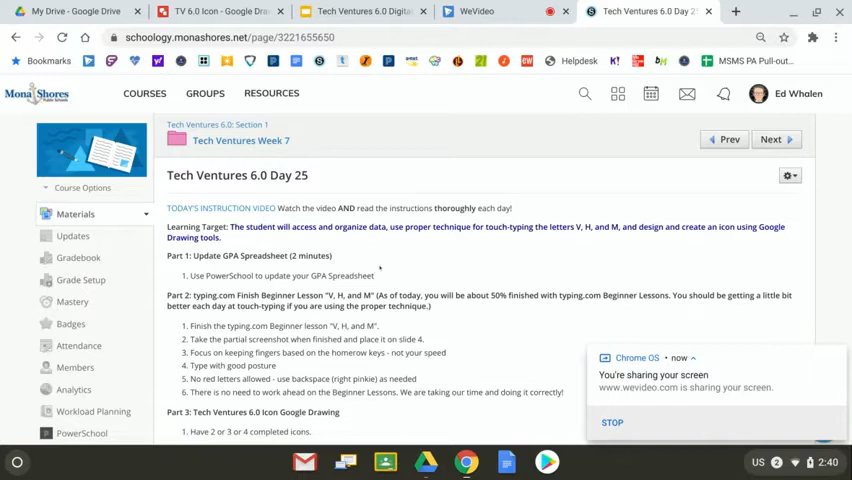 My Drive - Google Drive
TV 6.0 Icon - Google Dra
Tech Ventures 6.0 Digita
WeVideo
Tech Ventures 6.0 Day 25
schoology.monashores.net/page/3221655650
Bookmarks
Helpdesk
MSMS PA Pull-out...
Mona Shores
Public Schools
COURSES
GROUPS
RESOURCES
Ed Whalen
Tech Ventures 6.0: Section 1
Tech Ventures Week 7
Prev
Next
Tech Ventures 6.0 Day 25
Course Options
Materials
Updates
Gradebook
Grade Setup
Mastery
Badges
Attendance
Members
Analytics
Workload Planning
PowerSchool
TODAY'S INSTRUCTION VIDEO Watch the video AND read the instructions thoroughly each day!
Learning Target: The student will access and organize data, use proper technique for touch-typing the letters V, H, and M, and design and create an icon using Google
Drawing tools.
Part 1: Update GPA Spreadsheet (2 minutes)
1. Use PowerSchool to update your GPA Spreadsheet
Part 2: typing.com Finish Beginner Lesson "V, H, and M" (As of today, you will be about 50% finished with typing.com Beginner Lessons. You should be getting a little bit
better each day at touch-typing if you are using the proper technique.)
1. Finish the typing.com Beginner lesson "V, H, and M".
2. Take the partial screenshot when finished and place it on slide 4.
3. Focus on keeping fingers based on the homerow keys - not your speed
4. Type with good posture
5. No red letters allowed - use backspace (right pinkie) as needed
6. There is no need to work ahead on the Beginner Lessons. We are taking our time and doing it correctly!
Part 3: Tech Ventures 6.0 Icon Google Drawing
1. Have 2 or 3 or 4 completed icons.
Chrome OS • now
You're sharing your screen
www.wevideo.com is sharing your screen.
STOP
US
2
2:40